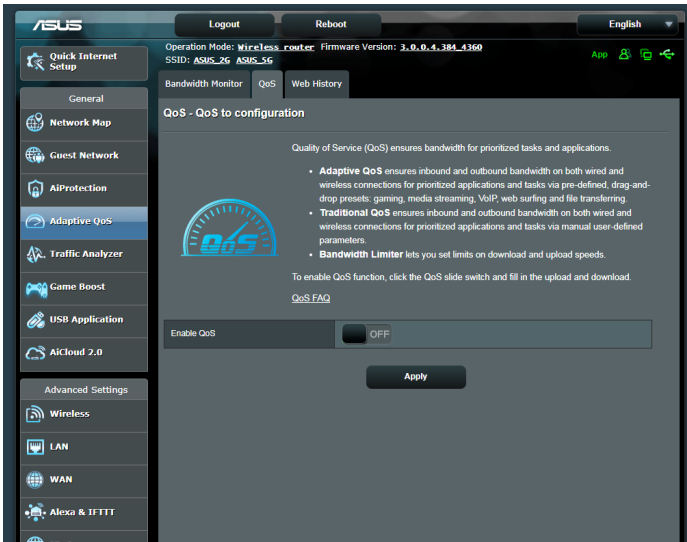 ASUS
Logout
Reboot
English
Quick Internet
Setup
Operation Mode: Wireless router Firmware Version: 3.0.0.4.384_4360
SSID: ASUS_2G ASUS_5G
App
Bandwidth Monitor
QoS
Web History
General
Network Map
Guest Network
AiProtection
Adaptive QoS
Traffic Analyzer
Game Boost
USB Application
AiCloud 2.0
Advanced Settings
Wireless
LAN
WAN
Alexa & IFTTT
QoS - QoS to configuration
QoS
Quality of Service (QoS) ensures bandwidth for prioritized tasks and applications.
• Adaptive QoS ensures inbound and outbound bandwidth on both wired and
wireless connections for prioritized applications and tasks via pre-defined, drag-and-
drop presets: gaming, media streaming, VoIP, web surfing and file transferring.
• Traditional QoS ensures inbound and outbound bandwidth on both wired and
wireless connections for prioritized applications and tasks via manual user-defined
parameters.
• Bandwidth Limiter lets you set limits on download and upload speeds.
To enable QoS function, click the QoS slide switch and fill in the upload and download.
QoS FAQ
Enable QoS
OFF
Apply